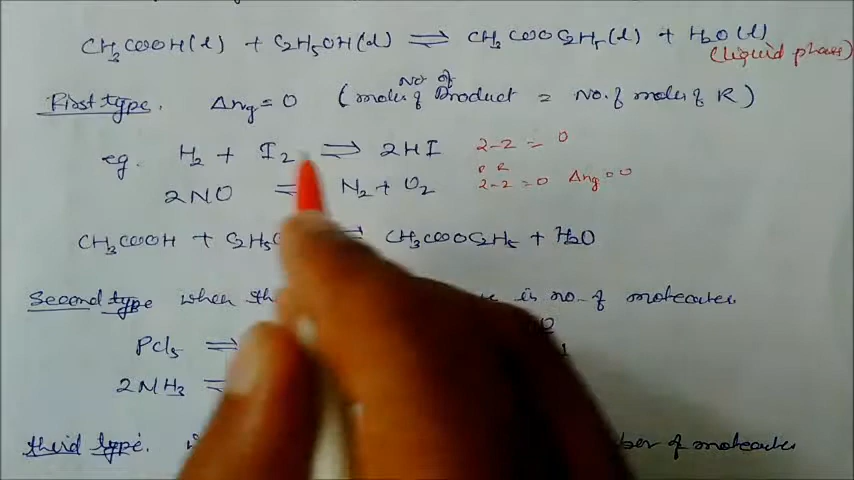 CH3COOH(l) + C2H5OH(l) ⇌ CH3COOC2H5(l) + H2O(l)
(liquid phase)
First type. Δng = 0 (No of moles of Product = No. of moles of R)
eg. H2 + I2 ⇌ 2HI 2-2 = 0
2NO ⇌ N2 + O2 P R 2-2 = 0 Δng = 0
CH3COOH + C2H5O ⇌ CH3COOC2H5 + H2O
Second type when th is no. of molecules
PCl5 ⇌
2NH3 ⇌
third type. of molecules